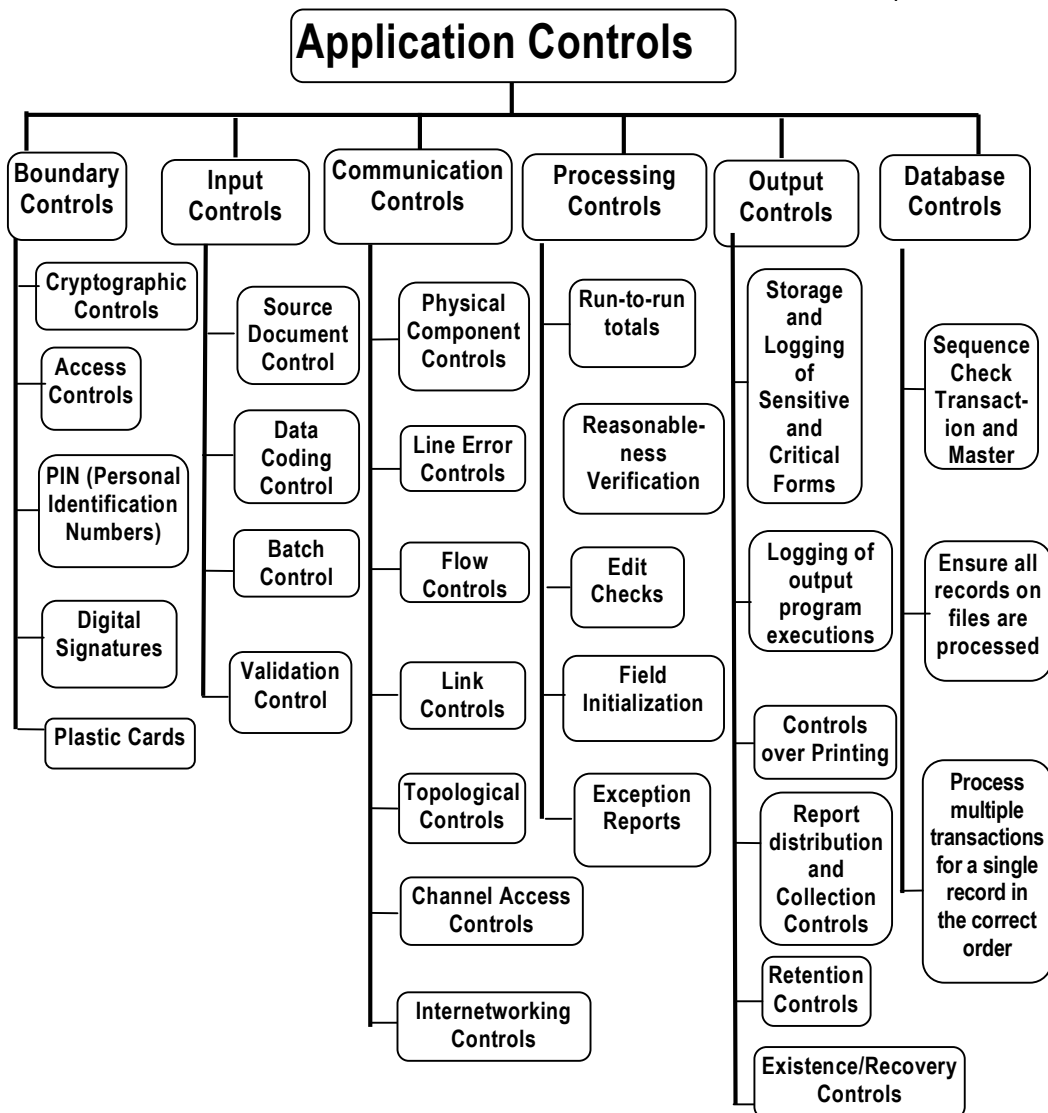 Application Controls
Boundary
Controls
Cryptographic
Controls
Access
Controls
PIN (Personal
Identification
Numbers)
Digital
Signatures
Plastic Cards
Input
Controls
Source
Document
Control
Data
Coding
Control
Batch
Control
Validation
Control
Communication
Controls
Physical
Component
Controls
Line Error
Controls
Flow
Controls
Link
Controls
Topological
Controls
Channel Access
Controls
Internetworking
Controls
Processing
Controls
Run-to-run
totals
Reasonable-
ness
Verification
Edit
Checks
Field
Initialization
Exception
Reports
Output
Controls
Storage
and
Logging
of
Sensitive
and
Critical
Forms
Logging of
output
program
executions
Controls
over Printing
Report
distribution
and
Collection
Controls
Retention
Controls
Existence/Recovery
Controls
Database
Controls
Sequence
Check
Transact-
ion and
Master
Ensure all
records on
files are
processed
Process
multiple
transactions
for a single
record in
the correct
order